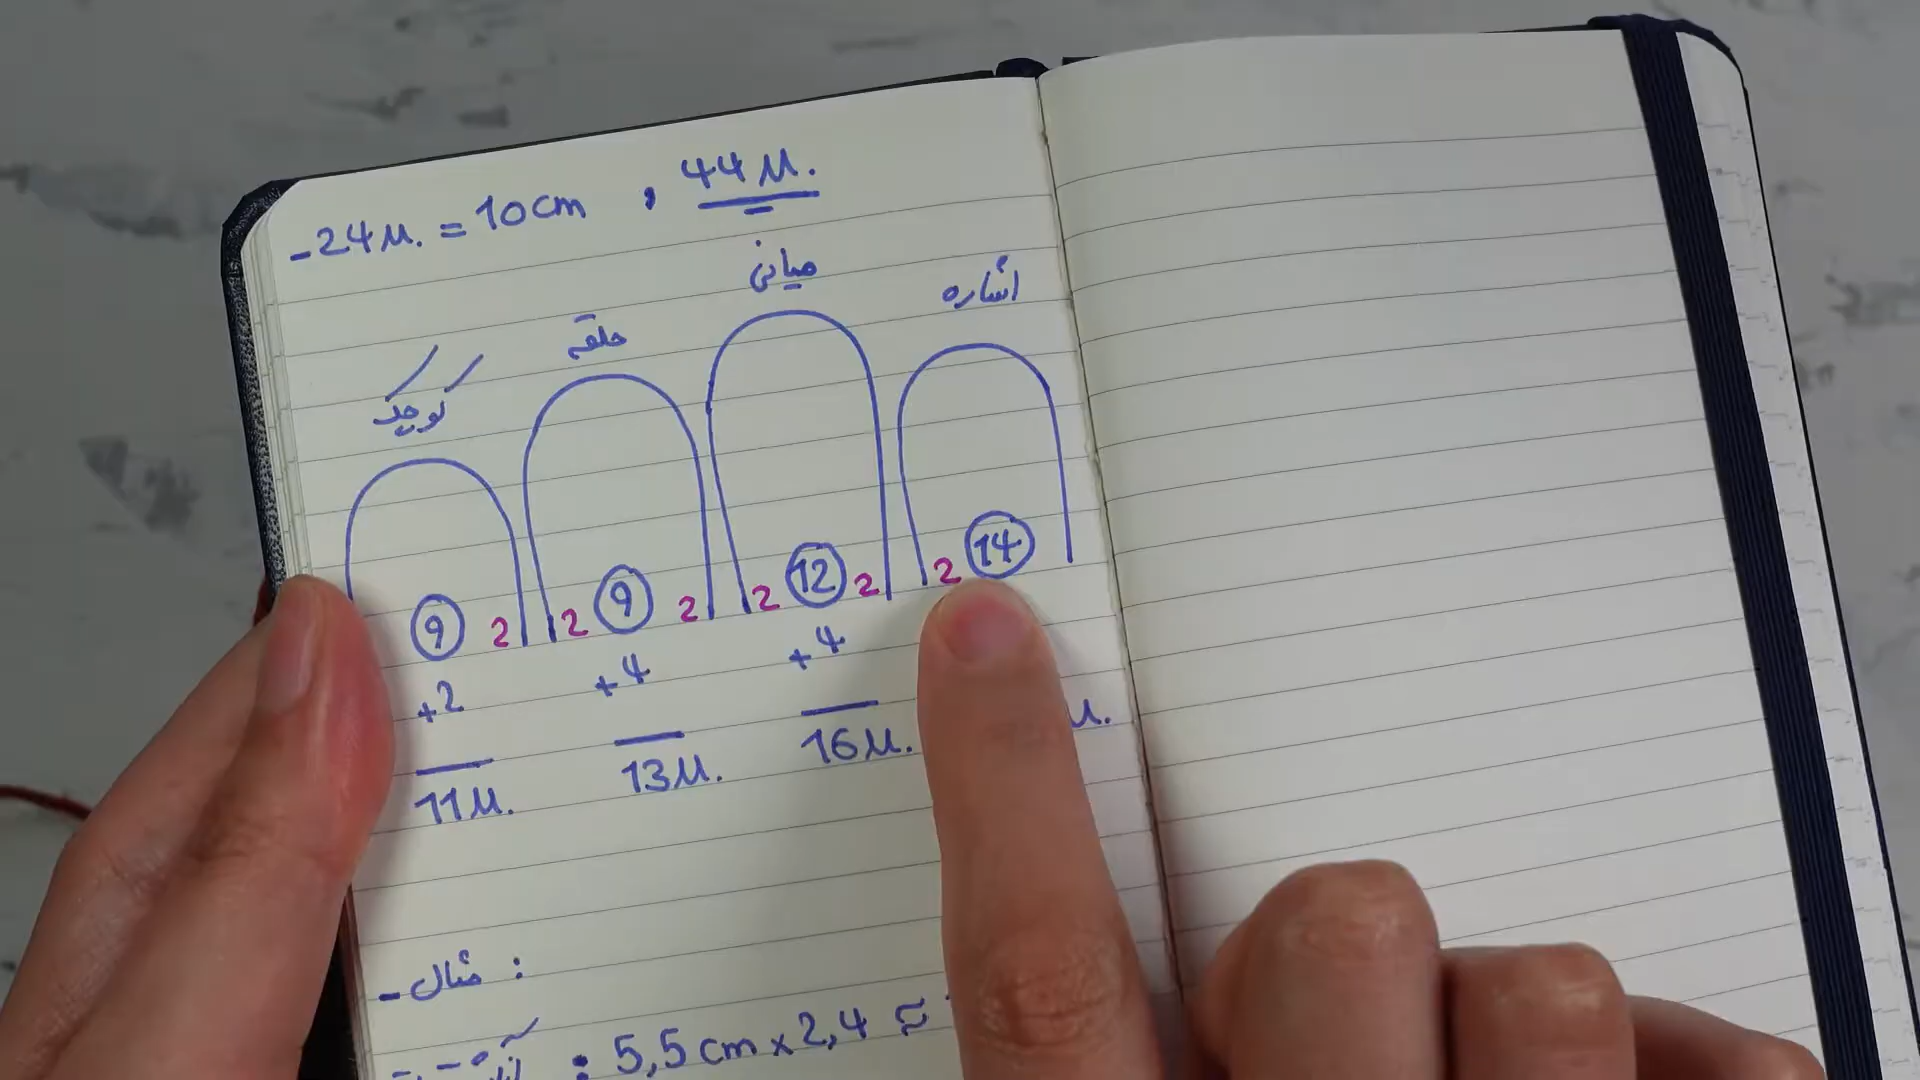 -24M. = 10cm , 44M.
میانی
اشاره
حلقه
کوچک
9 2 2 9 2 2 12 2 2 14
+2 +4 +4
11M. 13M. 16M. M.
- مثال :
: 5,5 cm x 2,4 ≈